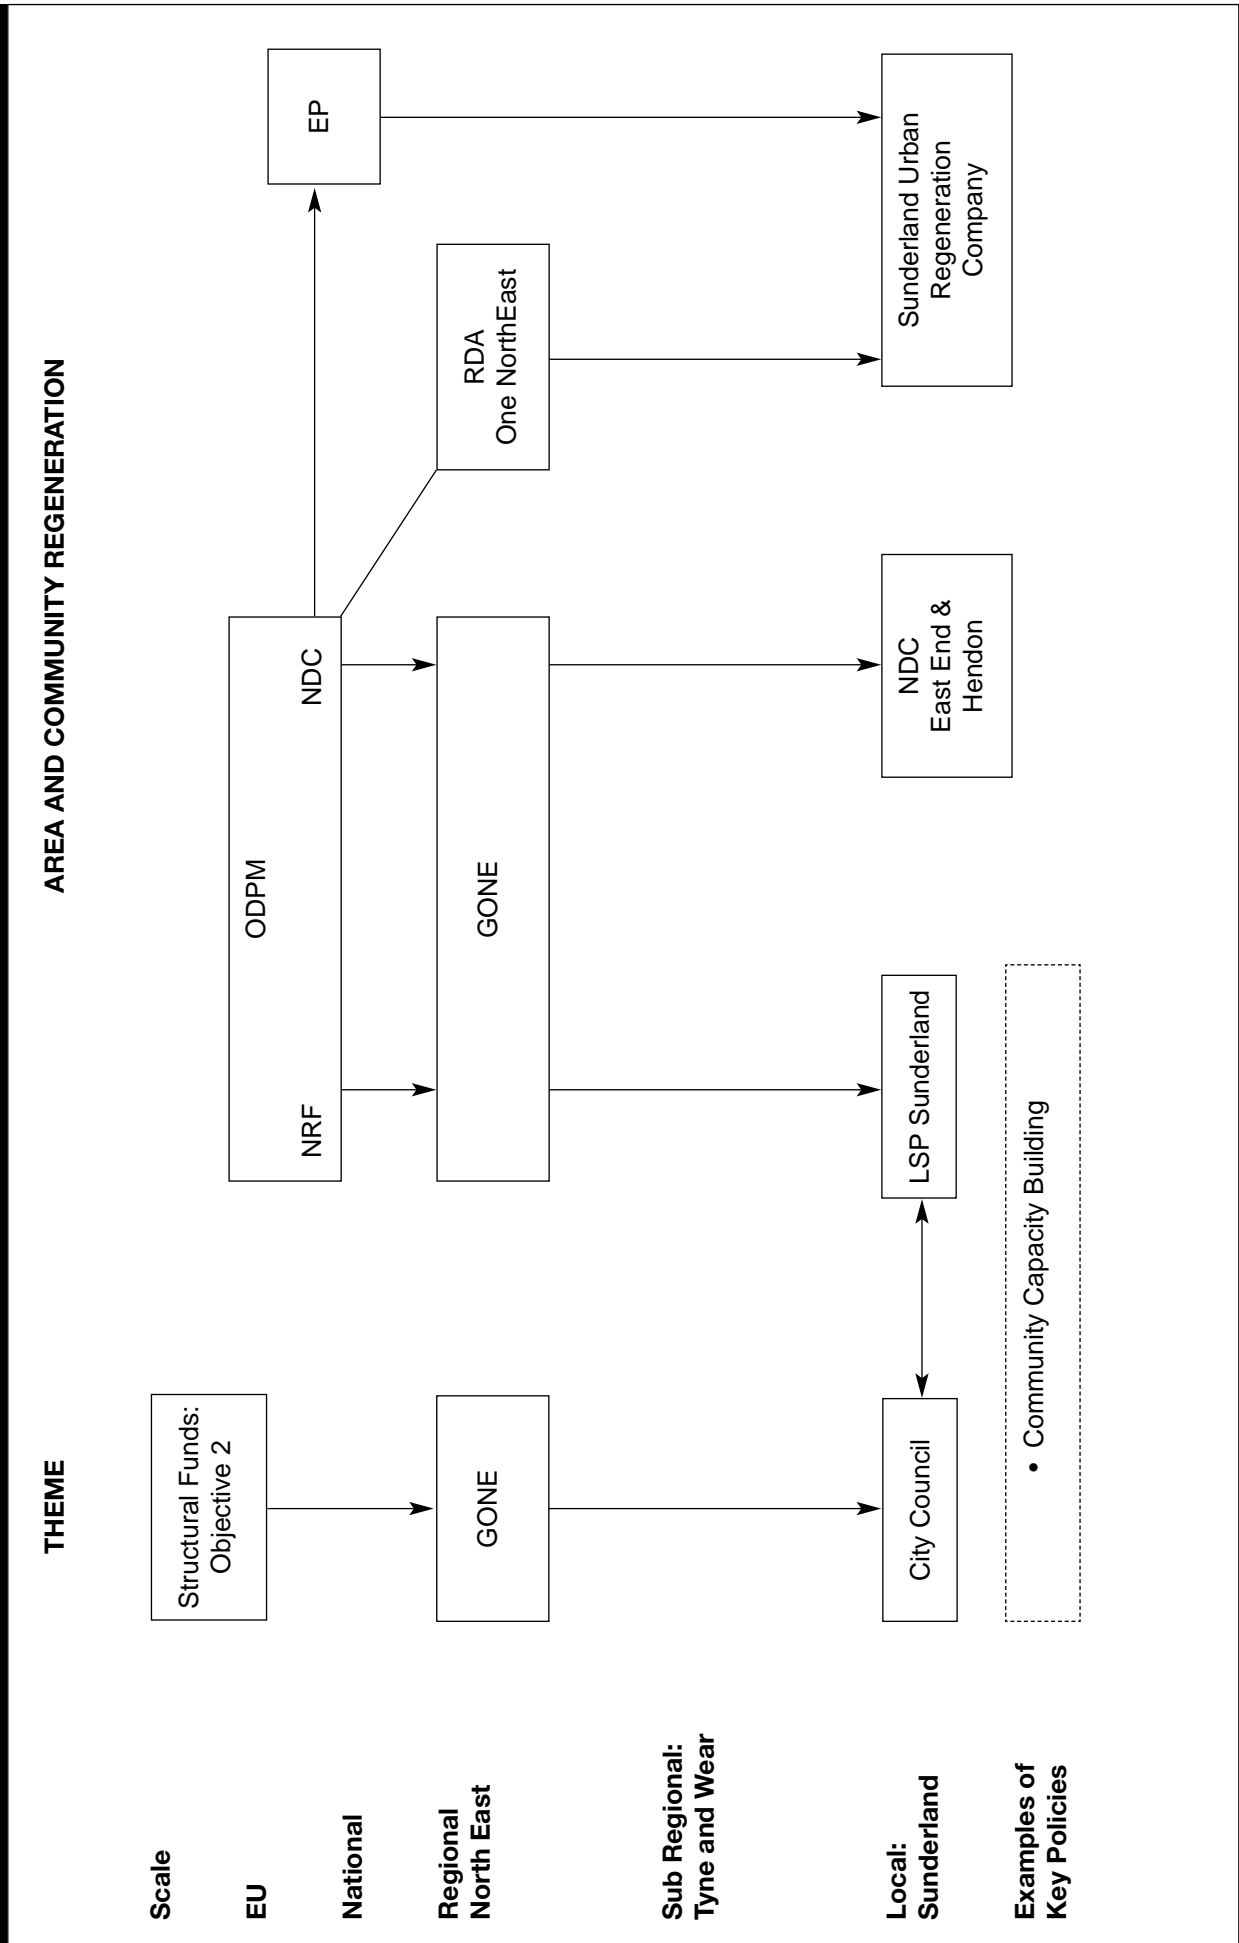 THEME
AREA AND COMMUNITY REGENERATION
Scale
EU
Structural Funds:
Objective 2
National
ODPM
NRF
NDC
EP
Regional
North East
GONE
GONE
RDA
One NorthEast
Sub Regional:
Tyne and Wear
Local:
Sunderland
City Council
LSP Sunderland
NDC
East End &
Hendon
Sunderland Urban
Regeneration
Company
Examples of
Key Policies
• Community Capacity Building